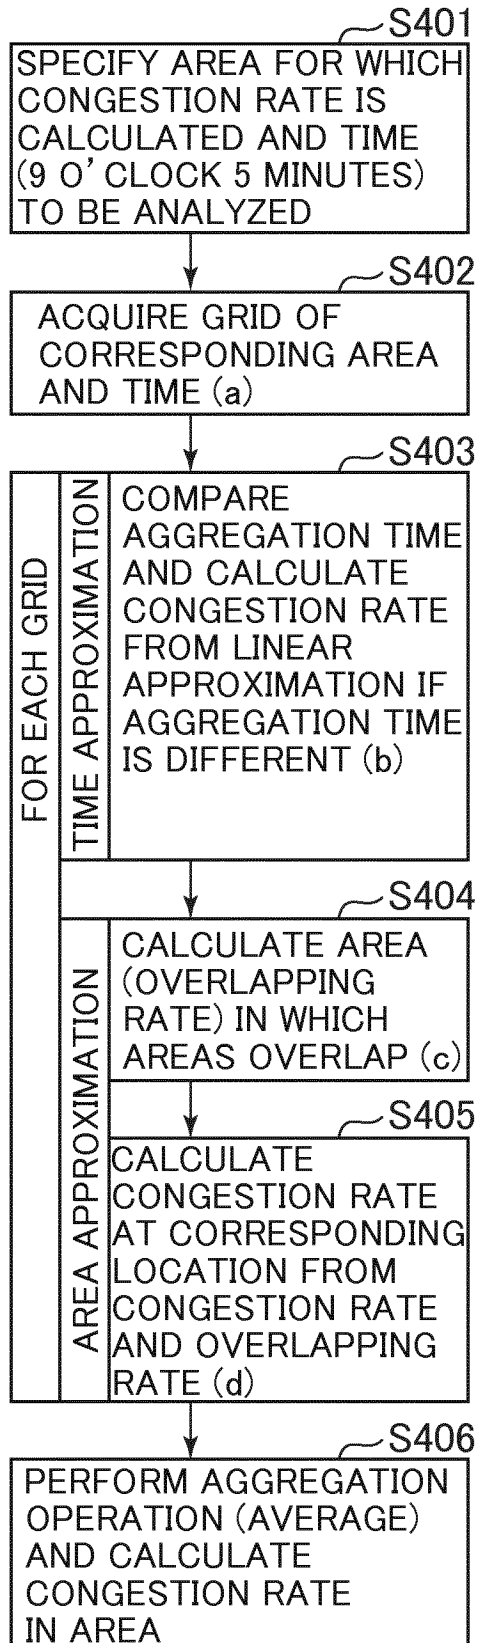 S401
SPECIFY AREA FOR WHICH
CONGESTION RATE IS
CALCULATED AND TIME
(9 O' CLOCK 5 MINUTES)
TO BE ANALYZED
S402
ACQUIRE GRID OF
CORRESPONDING AREA
AND TIME (a)
S403
FOR EACH GRID
TIME APPROXIMATION
COMPARE
AGGREGATION TIME
AND CALCULATE
CONGESTION RATE
FROM LINEAR
APPROXIMATION IF
AGGREGATION TIME
IS DIFFERENT (b)
S404
AREA APPROXIMATION
CALCULATE AREA
(OVERLAPPING
RATE) IN WHICH
AREAS OVERLAP (c)
S405
CALCULATE
CONGESTION RATE
AT CORRESPONDING
LOCATION FROM
CONGESTION RATE
AND OVERLAPPING
RATE (d)
S406
PERFORM AGGREGATION
OPERATION (AVERAGE)
AND CALCULATE
CONGESTION RATE
IN AREA